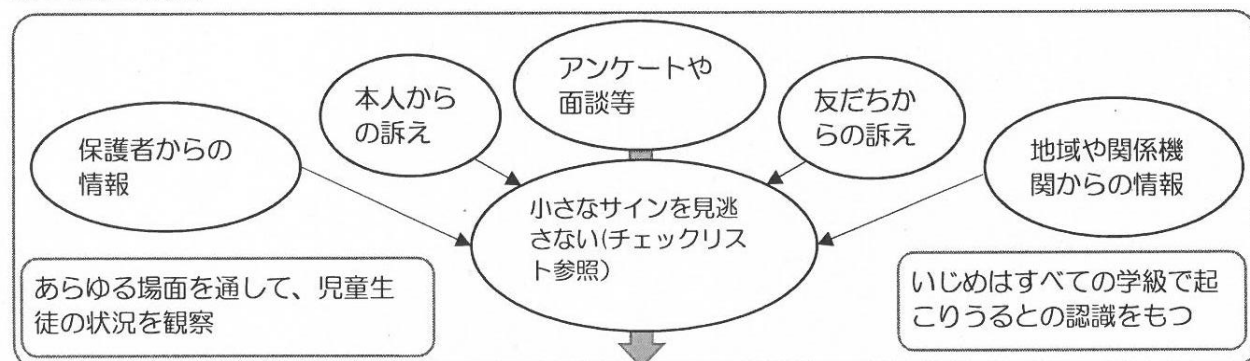 アンケートや
面談等
本人から
の訴え
友だちか
らの訴え
保護者からの
情報
地域や関係機
関からの情報
小さなサインを見逃
さない(チェックリス
ト参照)
あらゆる場面を通して、児童生
徒の状況を観察
いじめはすべての学級で起
こりうるとの認識をもつ